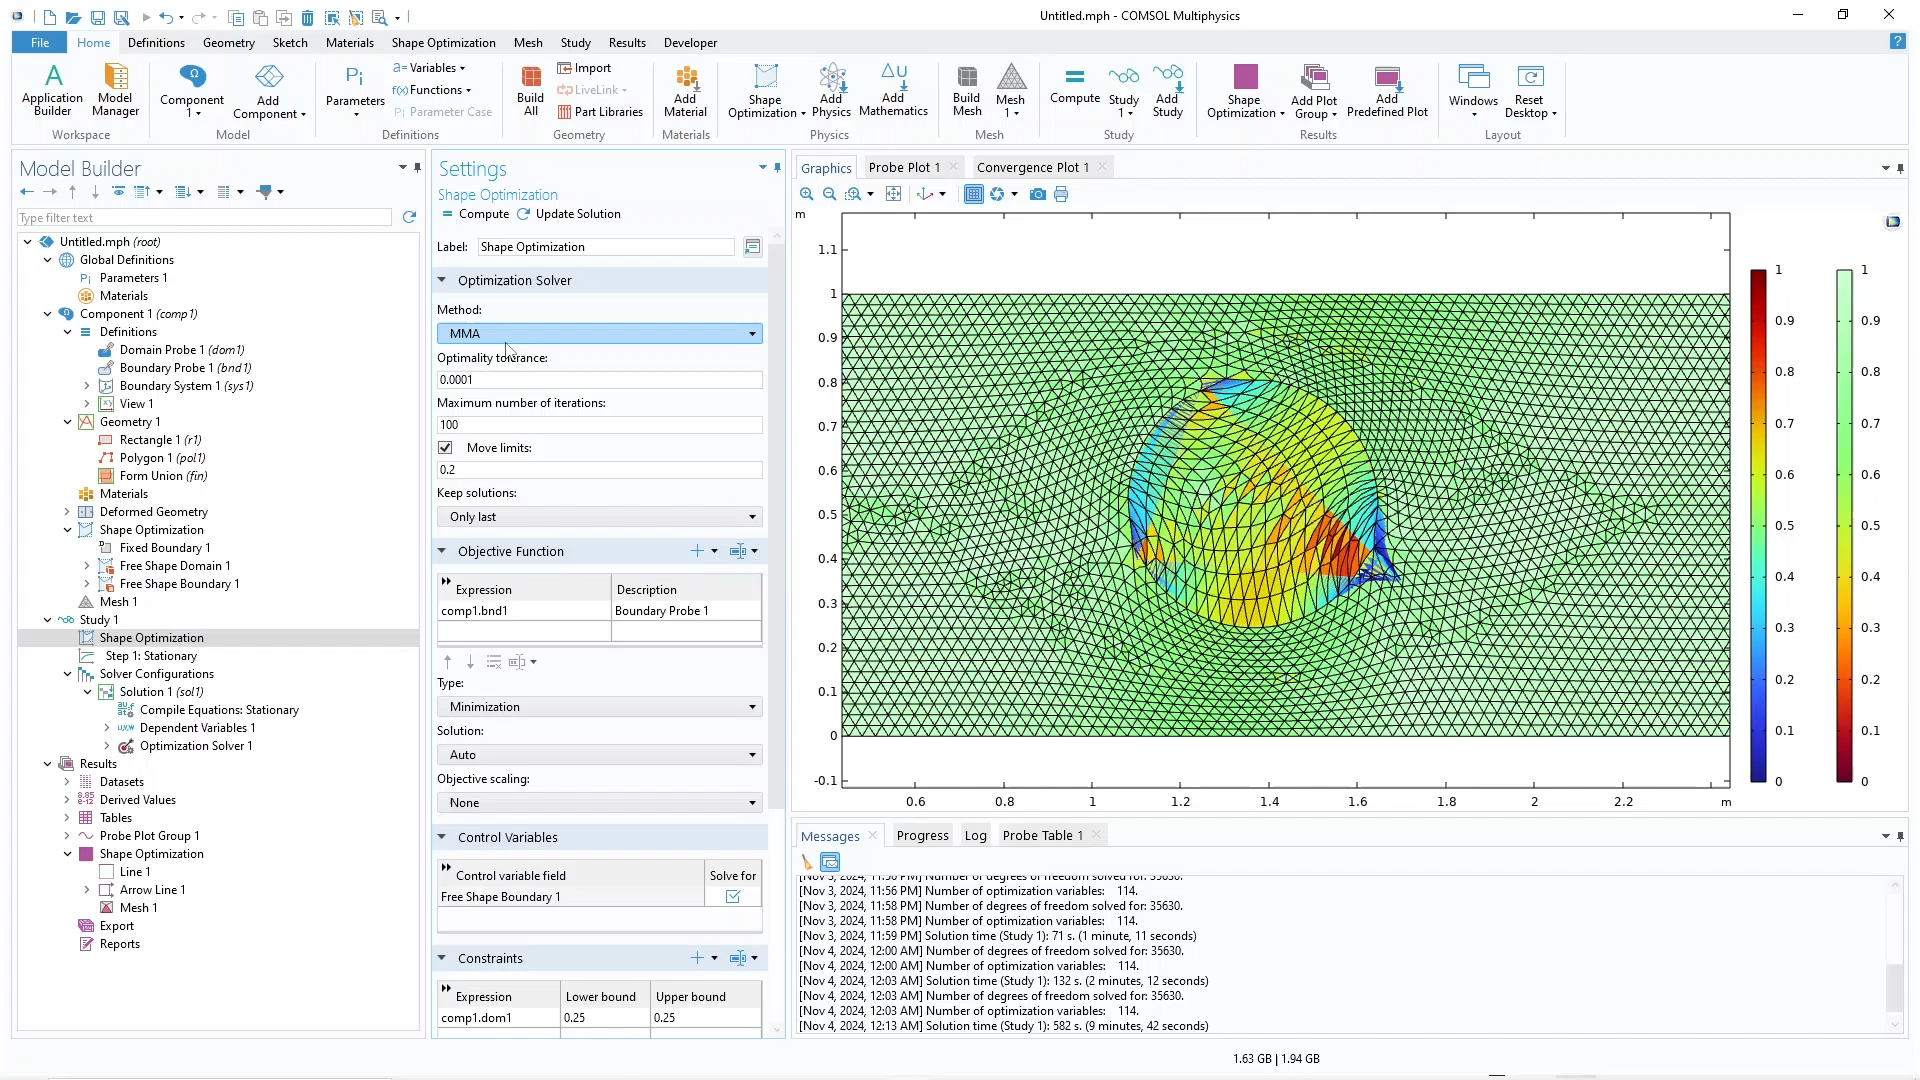 Untitled.mph - COMSOL Multiphysics
File Home Definitions Geometry Sketch Materials Shape Optimization Mesh Study Results Developer
Application Builder
Model Manager
Workspace
Component 1
Add Component
Model
Parameters
a= Variables
f(x) Functions
Pi Parameter Case
Definitions
Build All
Import
LiveLink
Part Libraries
Geometry
Add Material
Materials
Shape Optimization
Add Physics
Add Mathematics
Physics
Build Mesh
Mesh 1
Mesh
Compute
Study 1
Add Study
Study
Shape Optimization
Add Plot Group
Add Predefined Plot
Results
Windows
Reset Desktop
Layout
Model Builder
Type filter text
Untitled.mph (root)
Global Definitions
Pi Parameters 1
Materials
Component 1 (comp1)
Definitions
Domain Probe 1 (dom1)
Boundary Probe 1 (bnd1)
Boundary System 1 (sys1)
View 1
Geometry 1
Rectangle 1 (r1)
Polygon 1 (pol1)
Form Union (fin)
Materials
Deformed Geometry
Shape Optimization
Fixed Boundary 1
Free Shape Domain 1
Free Shape Boundary 1
Mesh 1
Study 1
Shape Optimization
Step 1: Stationary
Solver Configurations
Solution 1 (sol1)
Compile Equations: Stationary
Dependent Variables 1
Optimization Solver 1
Results
Datasets
8.85
e-12
Derived Values
Tables
Probe Plot Group 1
Shape Optimization
Line 1
Arrow Line 1
Mesh 1
Export
Reports
Settings
Shape Optimization
= Compute Update Solution
Label: Shape Optimization
Optimization Solver
Method:
MMA
Optimality tolerance:
0.0001
Maximum number of iterations:
100
Move limits:
0.2
Keep solutions:
Only last
Objective Function
Expression Description
comp1.bnd1 Boundary Probe 1
Type:
Minimization
Solution:
Auto
Objective scaling:
None
Control Variables
Control variable field Solve for
Free Shape Boundary 1
Constraints
Expression Lower bound Upper bound
comp1.dom1 0.25 0.25
Graphics Probe Plot 1 Convergence Plot 1
m
1.1
1
0.9
0.8
0.7
0.6
0.5
0.4
0.3
0.2
0.1
0
-0.1
0.6 0.8 1 1.2 1.4 1.6 1.8 2 2.2 m
1
0.9
0.8
0.7
0.6
0.5
0.4
0.3
0.2
0.1
0
1
0.9
0.8
0.7
0.6
0.5
0.4
0.3
0.2
0.1
0
Messages Progress Log Probe Table 1
[Nov 3, 2024, 11:56 PM] Number of degrees of freedom solved for: 35630.
[Nov 3, 2024, 11:56 PM] Number of optimization variables: 114.
[Nov 3, 2024, 11:58 PM] Number of degrees of freedom solved for: 35630.
[Nov 3, 2024, 11:58 PM] Number of optimization variables: 114.
[Nov 3, 2024, 11:59 PM] Solution time (Study 1): 71 s. (1 minute, 11 seconds)
[Nov 4, 2024, 12:00 AM] Number of degrees of freedom solved for: 35630.
[Nov 4, 2024, 12:00 AM] Number of optimization variables: 114.
[Nov 4, 2024, 12:03 AM] Solution time (Study 1): 132 s. (2 minutes, 12 seconds)
[Nov 4, 2024, 12:03 AM] Number of degrees of freedom solved for: 35630.
[Nov 4, 2024, 12:03 AM] Number of optimization variables: 114.
[Nov 4, 2024, 12:13 AM] Solution time (Study 1): 582 s. (9 minutes, 42 seconds)
1.63 GB | 1.94 GB